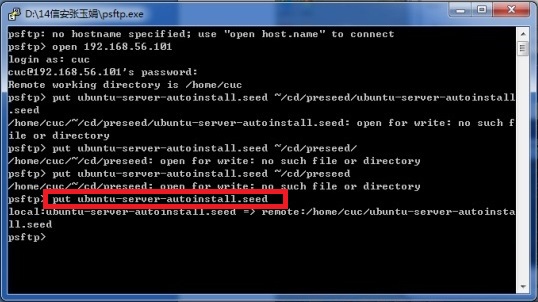 D:\14信安张玉娟\psftp.exe
psftp: no hostname specified; use "open host.name" to connect
psftp> open 192.168.56.101
login as: cuc
cuc@192.168.56.101's password:
Remote working directory is /home/cuc
psftp> put ubuntu-server-autoinstall.seed ~/cd/preseed/ubuntu-server-autoinstall
.seed
/home/cuc/~/cd/preseed/ubuntu-server-autoinstall.seed: open for write: no such f
ile or directory
psftp> put ubuntu-server-autoinstall.seed ~/cd/preseed/
/home/cuc/~/cd/preseed: open for write: no such file or directory
psftp> put ubuntu-server-autoinstall.seed ~/cd/preseed
/home/cuc/~/cd/preseed: open for write: no such file or directory
psftp> put ubuntu-server-autoinstall.seed
local:ubuntu-server-autoinstall.seed => remote:/home/cuc/ubuntu-server-autoinsta
ll.seed
psftp>